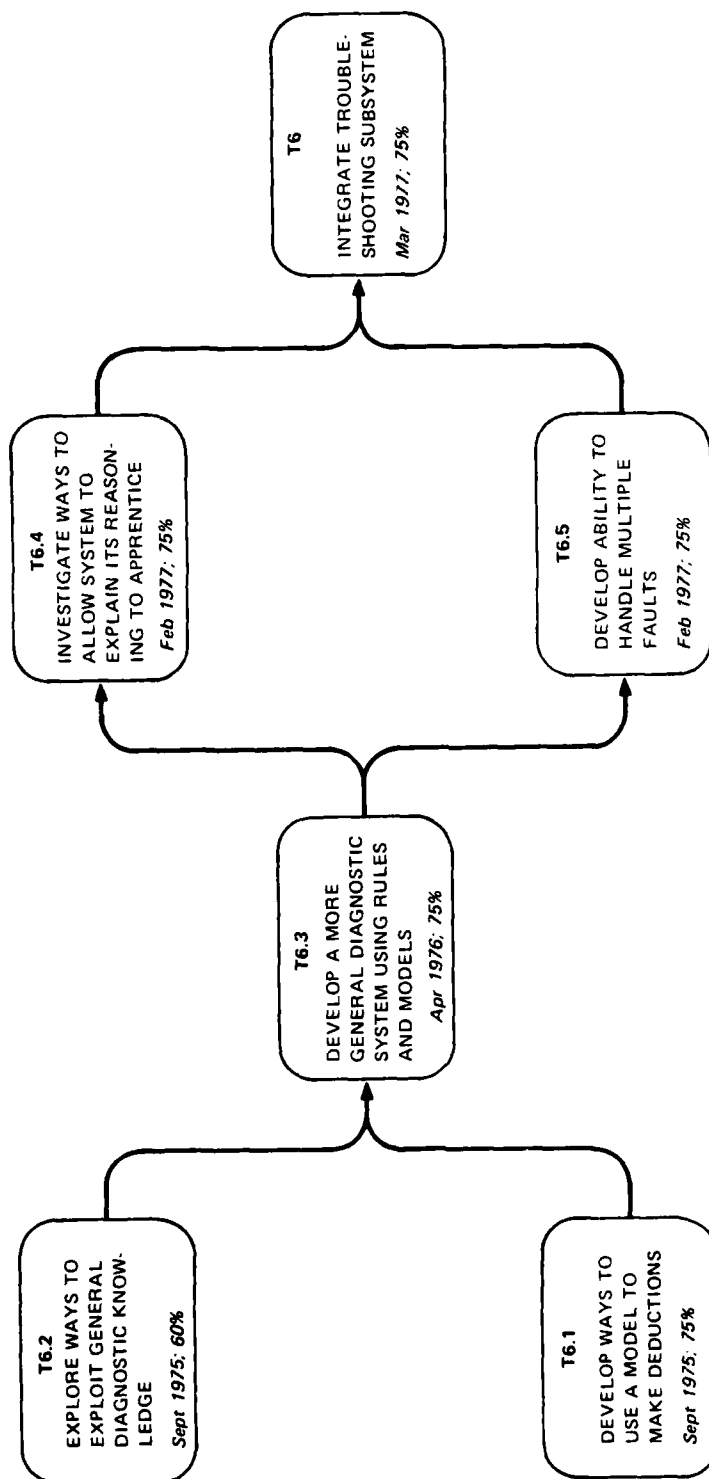 T6.2
EXPLORE WAYS TO
EXPLOIT GENERAL
DIAGNOSTIC KNOW-
LEDGE
Sept 1975; 60%
T6.1
DEVELOP WAYS TO
USE A MODEL TO
MAKE DEDUCTIONS
Sept 1975; 75%
T6.3
DEVELOP A MORE
GENERAL DIAGNOSTIC
SYSTEM USING RULES
AND MODELS
Apr 1976; 75%
T6.4
INVESTIGATE WAYS TO
ALLOW SYSTEM TO
EXPLAIN ITS REASON-
ING TO APPRENTICE
Feb 1977; 75%
T6.5
DEVELOP ABILITY TO
HANDLE MULTIPLE
FAULTS
Feb 1977; 75%
T6
INTEGRATE TROUBLE-
SHOOTING SUBSYSTEM
Mar 1977; 75%